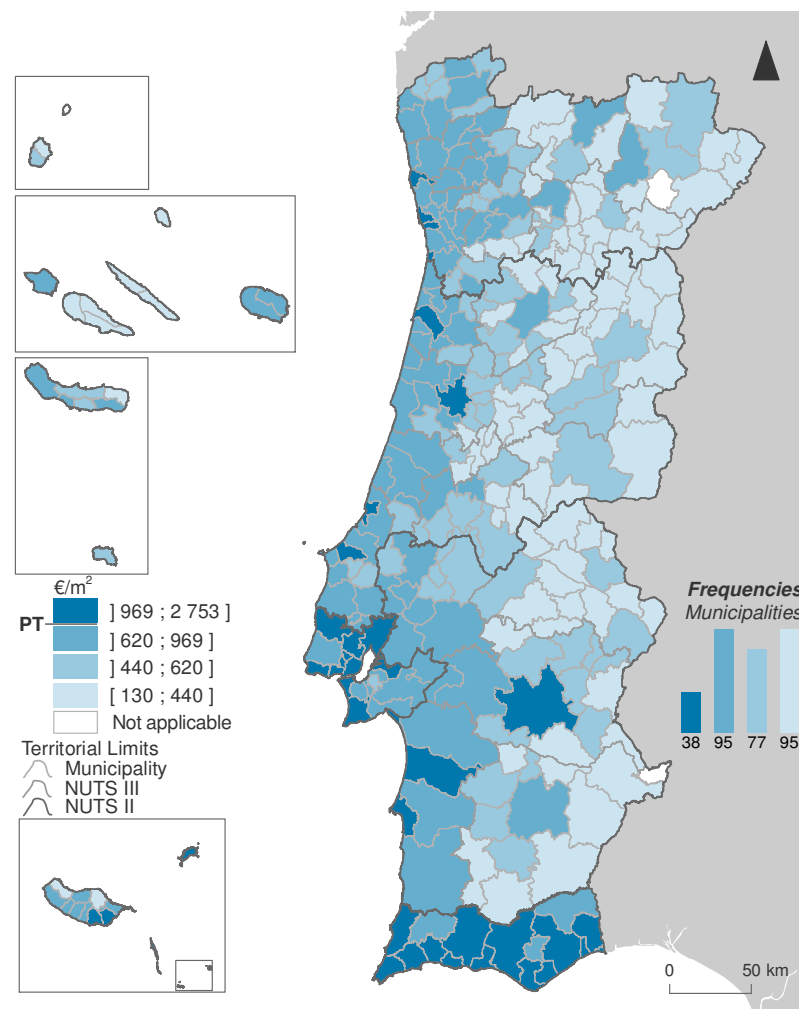 €/m²
PT
] 969 ; 2 753 ]
] 620 ; 969 ]
] 440 ; 620 ]
[ 130 ; 440 ]
Not applicable
Territorial Limits
Municipality
NUTS III
NUTS II
Frequencies
Municipalities
38 95 77 95
0 50 km